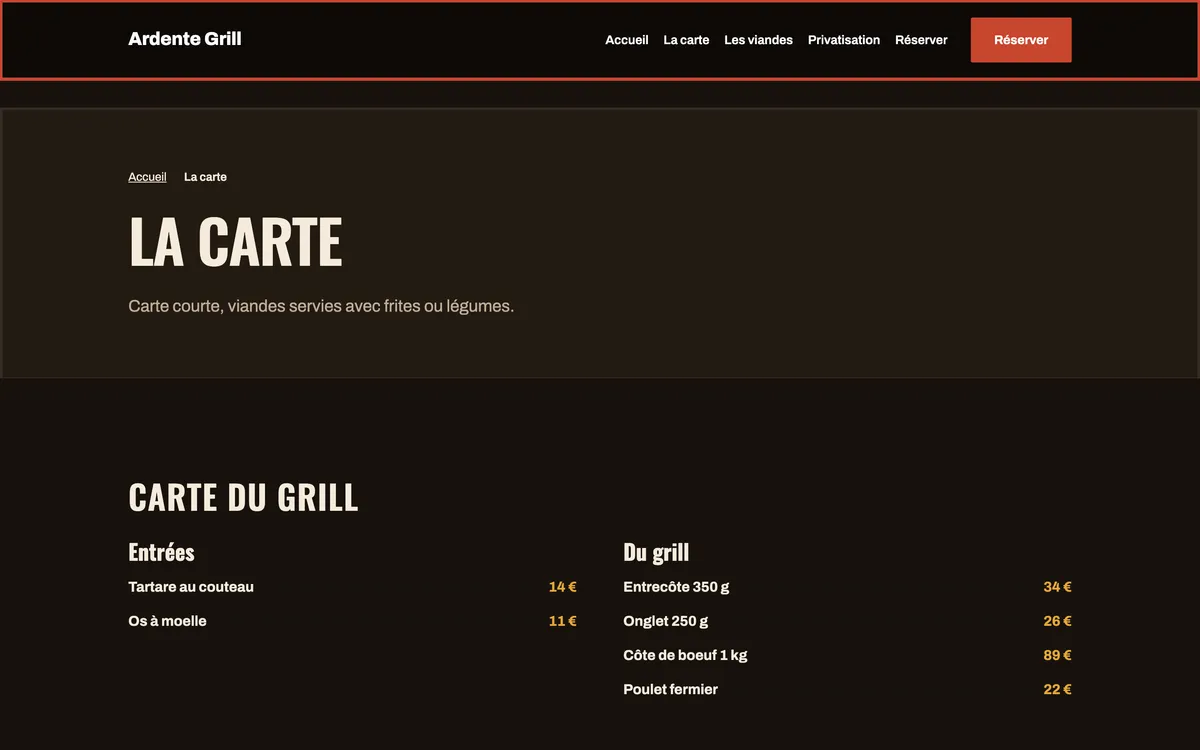 Ardente Grill
Accueil La carte Les viandes Privatisation Réserver Réserver
Accueil La carte
LA CARTE
Carte courte, viandes servies avec frites ou légumes.
CARTE DU GRILL
Entrées
Tartare au couteau 14 €
Os à moelle 11 €
Du grill
Entrecôte 350 g 34 €
Onglet 250 g 26 €
Côte de boeuf 1 kg 89 €
Poulet fermier 22 €